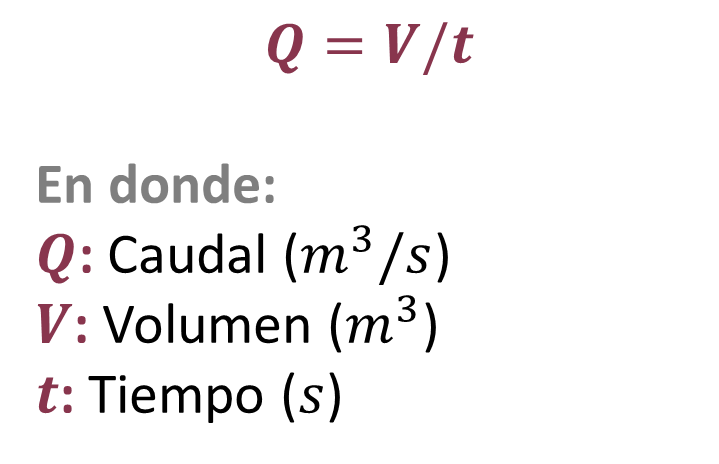 Q = V/t
En donde:
Q: Caudal (m³/s)
V: Volumen (m³)
t: Tiempo (s)